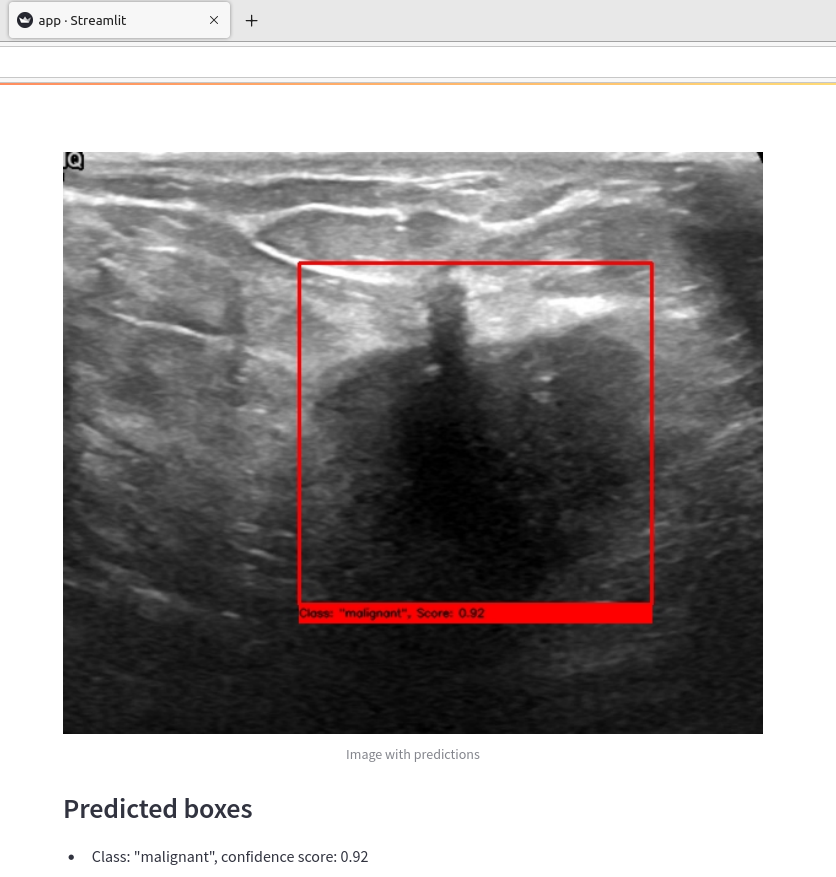 app · Streamlit
Class: "malignant", Score: 0.92
Image with predictions
Predicted boxes
Class: "malignant", confidence score: 0.92